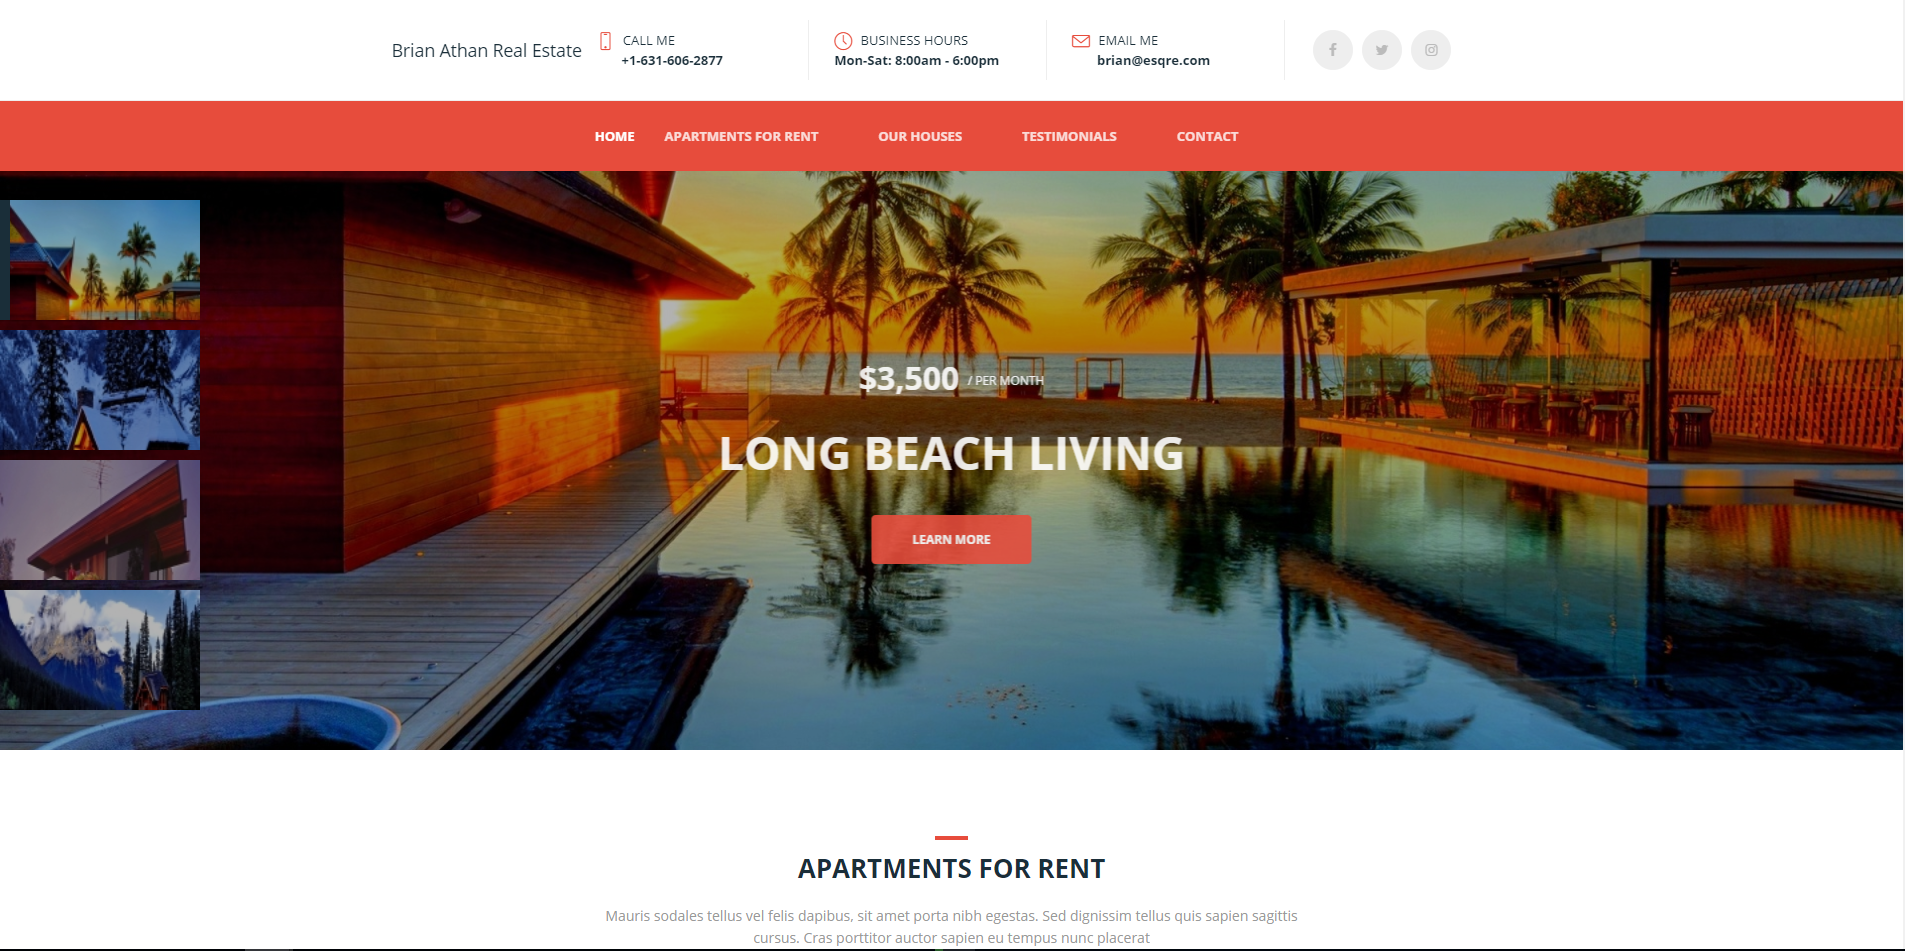 Brian Athan Real Estate
CALL ME
+1-631-606-2877
BUSINESS HOURS
Mon-Sat: 8:00am - 6:00pm
EMAIL ME
brian@esqre.com
HOME APARTMENTS FOR RENT OUR HOUSES TESTIMONIALS CONTACT
$3,500 / PER MONTH
LONG BEACH LIVING
LEARN MORE
APARTMENTS FOR RENT
Mauris sodales tellus vel felis dapibus, sit amet porta nibh egestas. Sed dignissim tellus quis sapien sagittis
cursus. Cras porttitor auctor sapien eu tempus nunc placerat